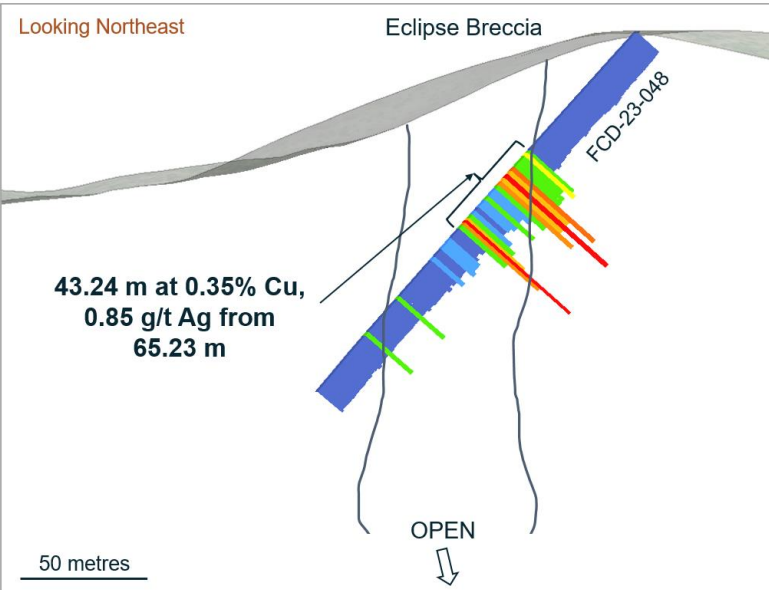 Looking Northeast
Eclipse Breccia
FCD-23-048
43.24 m at 0.35% Cu,
0.85 g/t Ag from
65.23 m
OPEN
50 metres